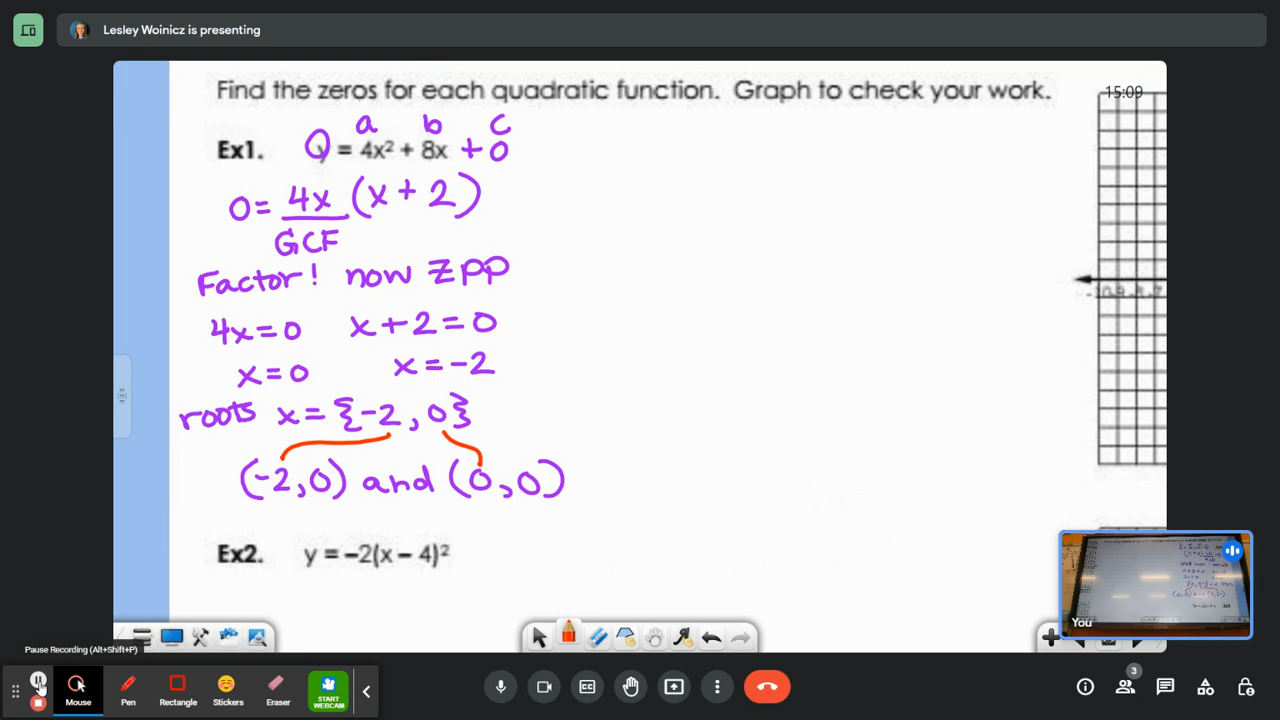 Lesley Woinicz is presenting
Find the zeros for each quadratic function. Graph to check your work.
15:09
a b c
Ex1. 0 = 4x² + 8x + 0
0 = 4x (x + 2)
GCF
Factor! now ZPP
4x = 0 x + 2 = 0
x = 0 x = -2
roots x = {-2, 0}
(-2, 0) and (0, 0)
Ex2. y = –2(x – 4)²
You
Pause Recording (Alt+Shift+P)
Mouse Pen Rectangle Stickers Eraser START WEBCAM
CC
3